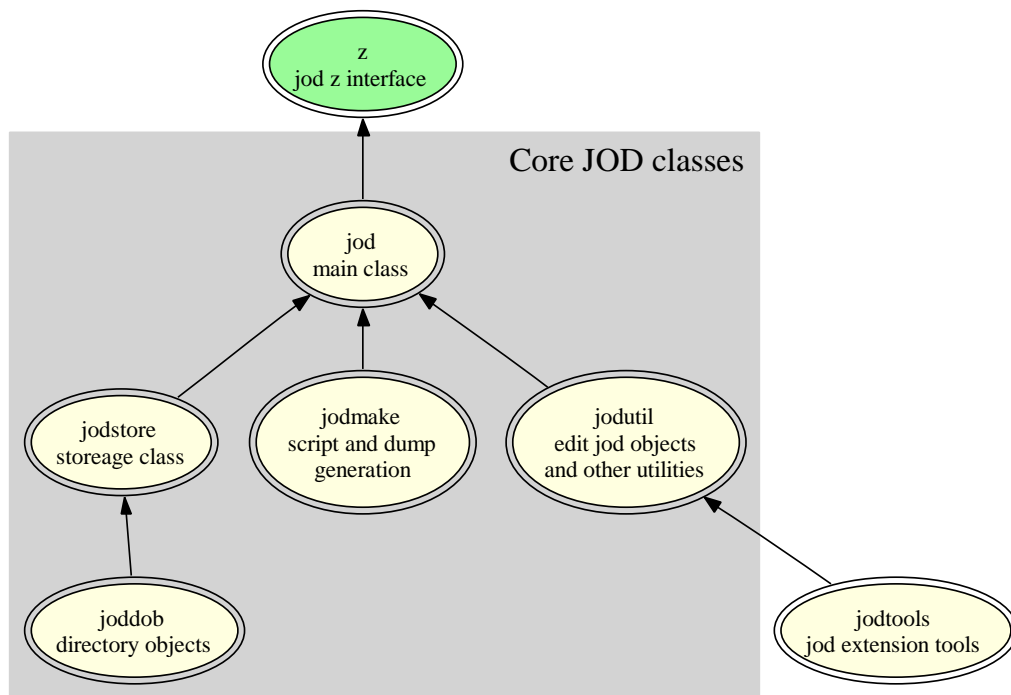 z
jod z interface
Core JOD classes
jod
main class
jodstore
storeage class
jodmake
script and dump
generation
jodutil
edit jod objects
and other utilities
joddob
directory objects
jodtools
jod extension tools